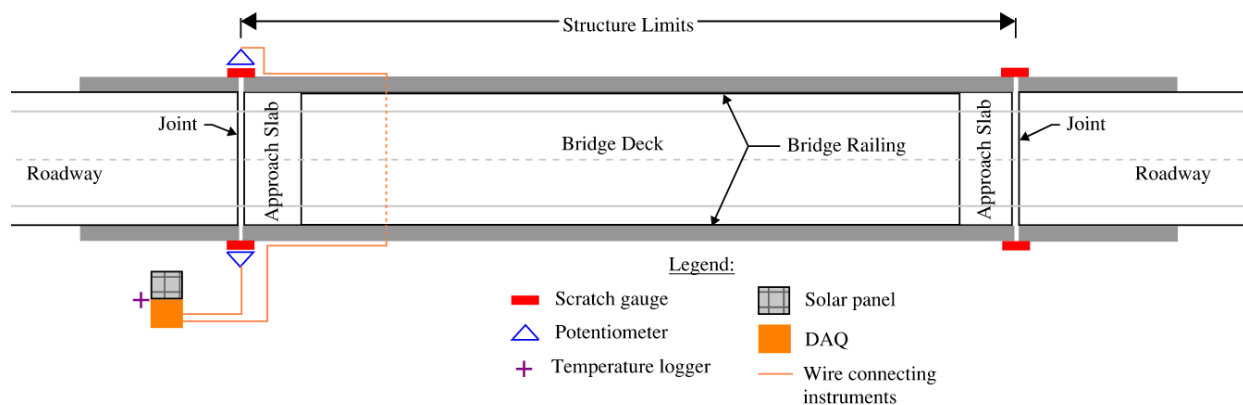 Structure Limits
Joint
Approach Slab
Bridge Deck
Bridge Railing
Approach Slab
Joint
Roadway
Roadway
Legend:
Scratch gauge
Solar panel
Potentiometer
DAQ
Temperature logger
Wire connecting
instruments